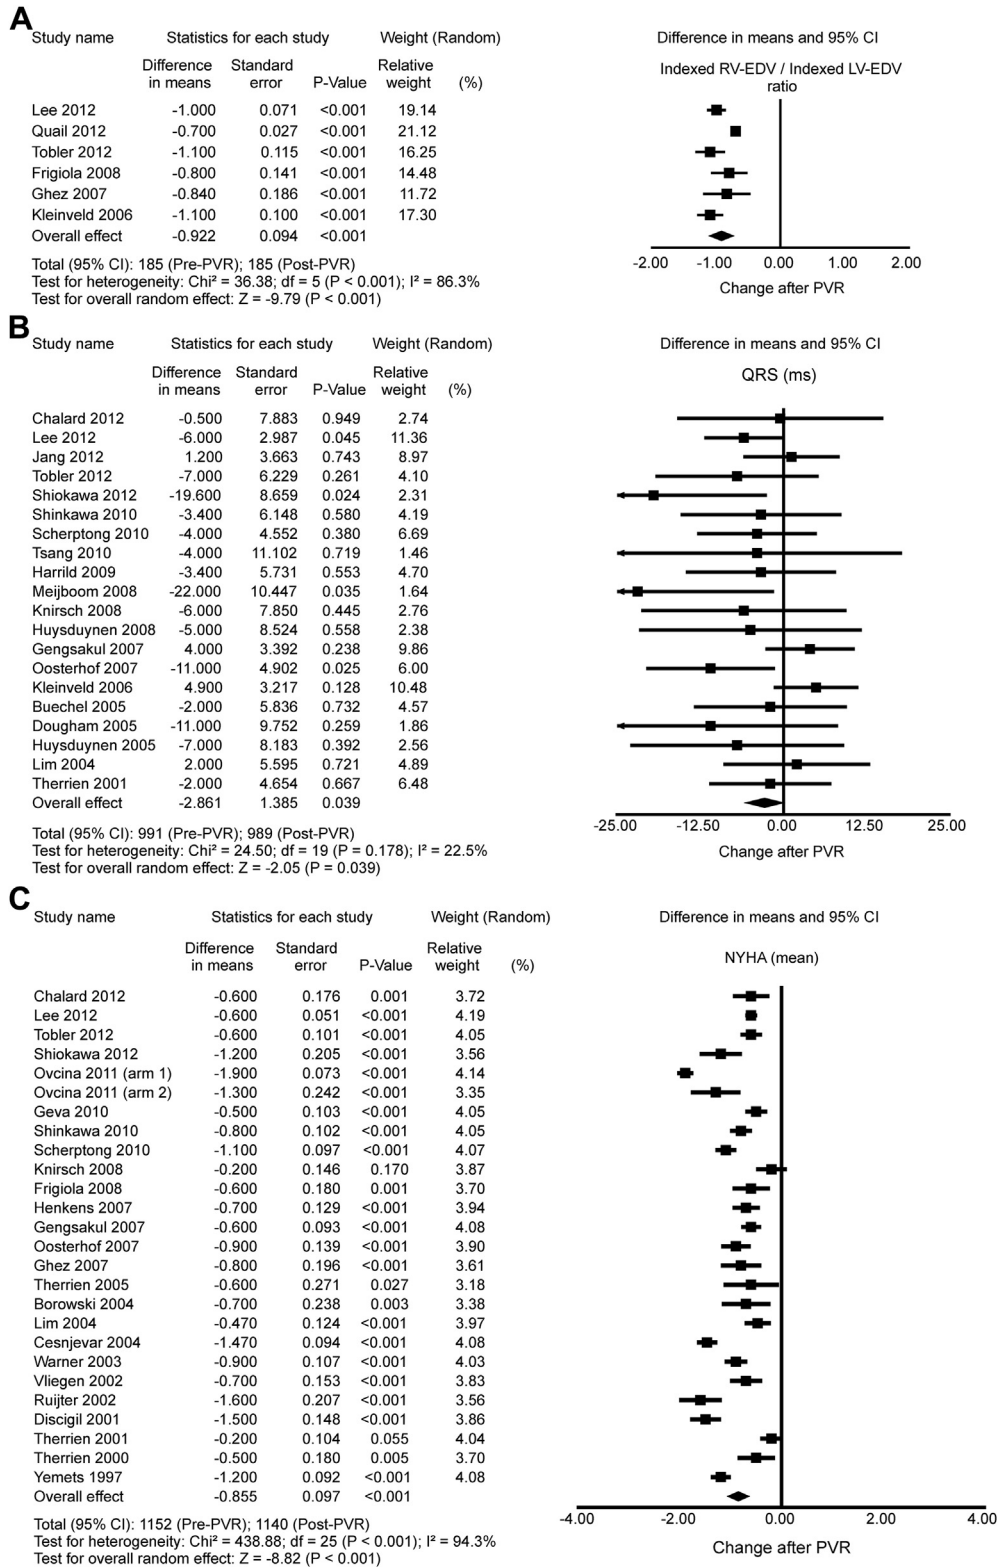 A
Study name Statistics for each study Weight (Random) Difference in means and 95% CI
Difference in means Standard error P-Value Relative weight (%) Indexed RV-EDV / Indexed LV-EDV ratio
Lee 2012 -1.000 0.071 <0.001 19.14
Quail 2012 -0.700 0.027 <0.001 21.12
Tobler 2012 -1.100 0.115 <0.001 16.25
Frigiola 2008 -0.800 0.141 <0.001 14.48
Ghez 2007 -0.840 0.186 <0.001 11.72
Kleinveld 2006 -1.100 0.100 <0.001 17.30
Overall effect -0.922 0.094 <0.001
-2.00 -1.00 0.00 1.00 2.00
Change after PVR
Total (95% CI): 185 (Pre-PVR); 185 (Post-PVR)
Test for heterogeneity: Chi² = 36.38; df = 5 (P < 0.001); I² = 86.3%
Test for overall random effect: Z = -9.79 (P < 0.001)
B
Study name Statistics for each study Weight (Random) Difference in means and 95% CI
Difference in means Standard error P-Value Relative weight (%) QRS (ms)
Chalard 2012 -0.500 7.883 0.949 2.74
Lee 2012 -6.000 2.987 0.045 11.36
Jang 2012 1.200 3.663 0.743 8.97
Tobler 2012 -7.000 6.229 0.261 4.10
Shiokawa 2012 -19.600 8.659 0.024 2.31
Shinkawa 2010 -3.400 6.148 0.580 4.19
Scherptong 2010 -4.000 4.552 0.380 6.69
Tsang 2010 -4.000 11.102 0.719 1.46
Harrild 2009 -3.400 5.731 0.553 4.70
Meijboom 2008 -22.000 10.447 0.035 1.64
Knirsch 2008 -6.000 7.850 0.445 2.76
Huysduynen 2008 -5.000 8.524 0.558 2.38
Gengsakul 2007 4.000 3.392 0.238 9.86
Oosterhof 2007 -11.000 4.902 0.025 6.00
Kleinveld 2006 4.900 3.217 0.128 10.48
Buechel 2005 -2.000 5.836 0.732 4.57
Dougham 2005 -11.000 9.752 0.259 1.86
Huysduynen 2005 -7.000 8.183 0.392 2.56
Lim 2004 2.000 5.595 0.721 4.89
Therrien 2001 -2.000 4.654 0.667 6.48
Overall effect -2.861 1.385 0.039
-25.00 -12.50 0.00 12.50 25.00
Change after PVR
Total (95% CI): 991 (Pre-PVR); 989 (Post-PVR)
Test for heterogeneity: Chi² = 24.50; df = 19 (P = 0.178); I² = 22.5%
Test for overall random effect: Z = -2.05 (P = 0.039)
C
Study name Statistics for each study Weight (Random) Difference in means and 95% CI
Difference in means Standard error P-Value Relative weight (%) NYHA (mean)
Chalard 2012 -0.600 0.176 0.001 3.72
Lee 2012 -0.600 0.051 <0.001 4.19
Tobler 2012 -0.600 0.101 <0.001 4.05
Shiokawa 2012 -1.200 0.205 <0.001 3.56
Ovcina 2011 (arm 1) -1.900 0.073 <0.001 4.14
Ovcina 2011 (arm 2) -1.300 0.242 <0.001 3.35
Geva 2010 -0.500 0.103 <0.001 4.05
Shinkawa 2010 -0.800 0.102 <0.001 4.05
Scherptong 2010 -1.100 0.097 <0.001 4.07
Knirsch 2008 -0.200 0.146 0.170 3.87
Frigiola 2008 -0.600 0.180 0.001 3.70
Henkens 2007 -0.700 0.129 <0.001 3.94
Gengsakul 2007 -0.600 0.093 <0.001 4.08
Oosterhof 2007 -0.900 0.139 <0.001 3.90
Ghez 2007 -0.800 0.196 <0.001 3.61
Therrien 2005 -0.600 0.271 0.027 3.18
Borowski 2004 -0.700 0.238 0.003 3.38
Lim 2004 -0.470 0.124 <0.001 3.97
Cesnjevar 2004 -1.470 0.094 <0.001 4.08
Warner 2003 -0.900 0.107 <0.001 4.03
Vliegen 2002 -0.700 0.153 <0.001 3.83
Ruijter 2002 -1.600 0.207 <0.001 3.56
Discigil 2001 -1.500 0.148 <0.001 3.86
Therrien 2001 -0.200 0.104 0.055 4.04
Therrien 2000 -0.500 0.180 0.005 3.70
Yemets 1997 -1.200 0.092 <0.001 4.08
Overall effect -0.855 0.097 <0.001
-4.00 -2.00 0.00 2.00 4.00
Change after PVR
Total (95% CI): 1152 (Pre-PVR); 1140 (Post-PVR)
Test for heterogeneity: Chi² = 438.88; df = 25 (P < 0.001); I² = 94.3%
Test for overall random effect: Z = -8.82 (P < 0.001)